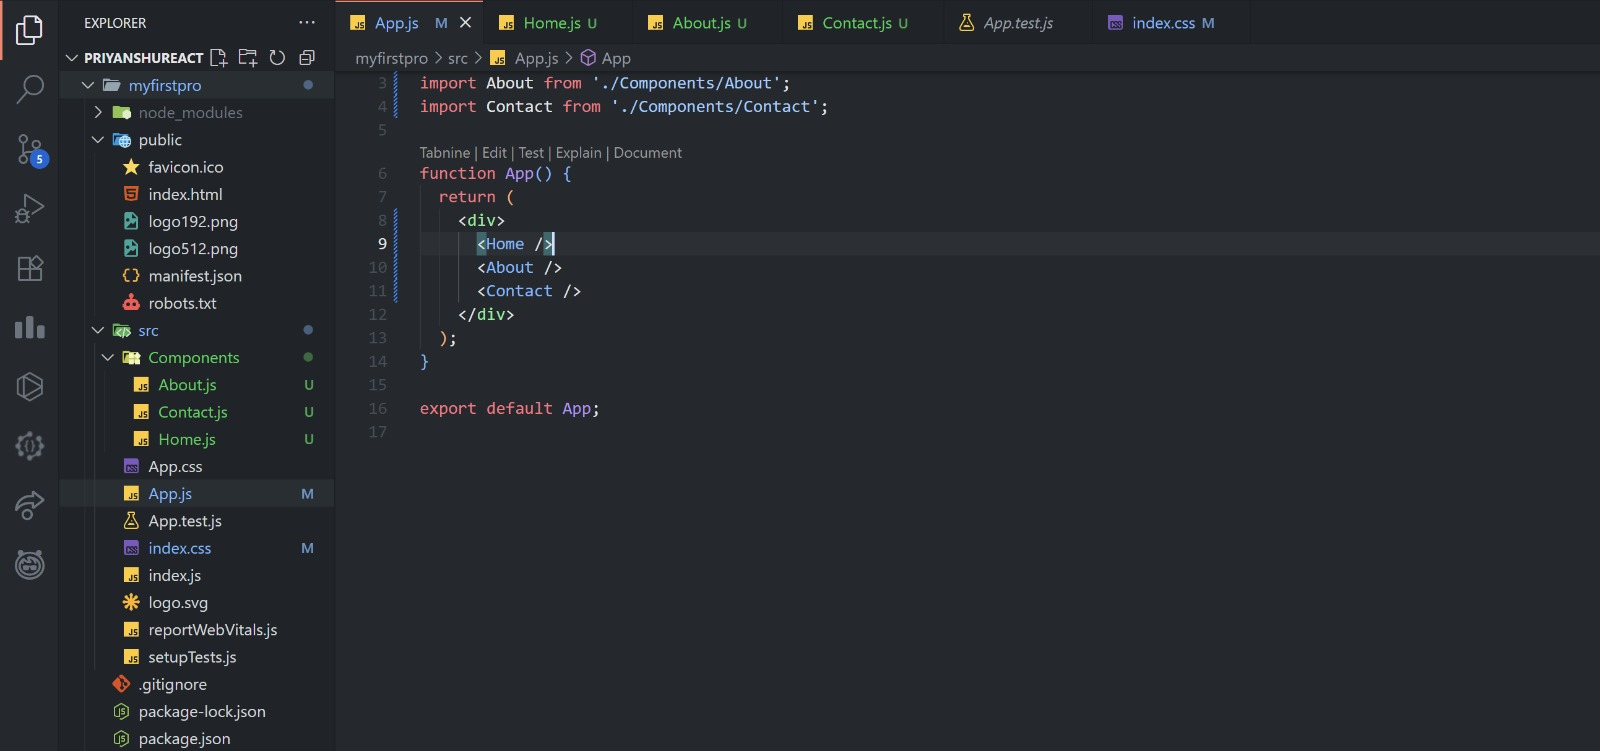 EXPLORER
PRIYANSHUREACT
myfirstpro
node_modules
public
favicon.ico
index.html
logo192.png
logo512.png
manifest.json
robots.txt
src
Components
About.js U
Contact.js U
Home.js U
App.css
App.js M
App.test.js
index.css M
index.js
logo.svg
reportWebVitals.js
setupTests.js
.gitignore
package-lock.json
package.json
5
App.js M
Home.js U
About.js U
Contact.js U
App.test.js
index.css M
myfirstpro > src > App.js > App
3 import About from './Components/About';
4 import Contact from './Components/Contact';
5
Tabnine | Edit | Test | Explain | Document
6 function App() {
7 return (
8 <div>
9 <Home />
10 <About />
11 <Contact />
12 </div>
13 );
14 }
15
16 export default App;
17